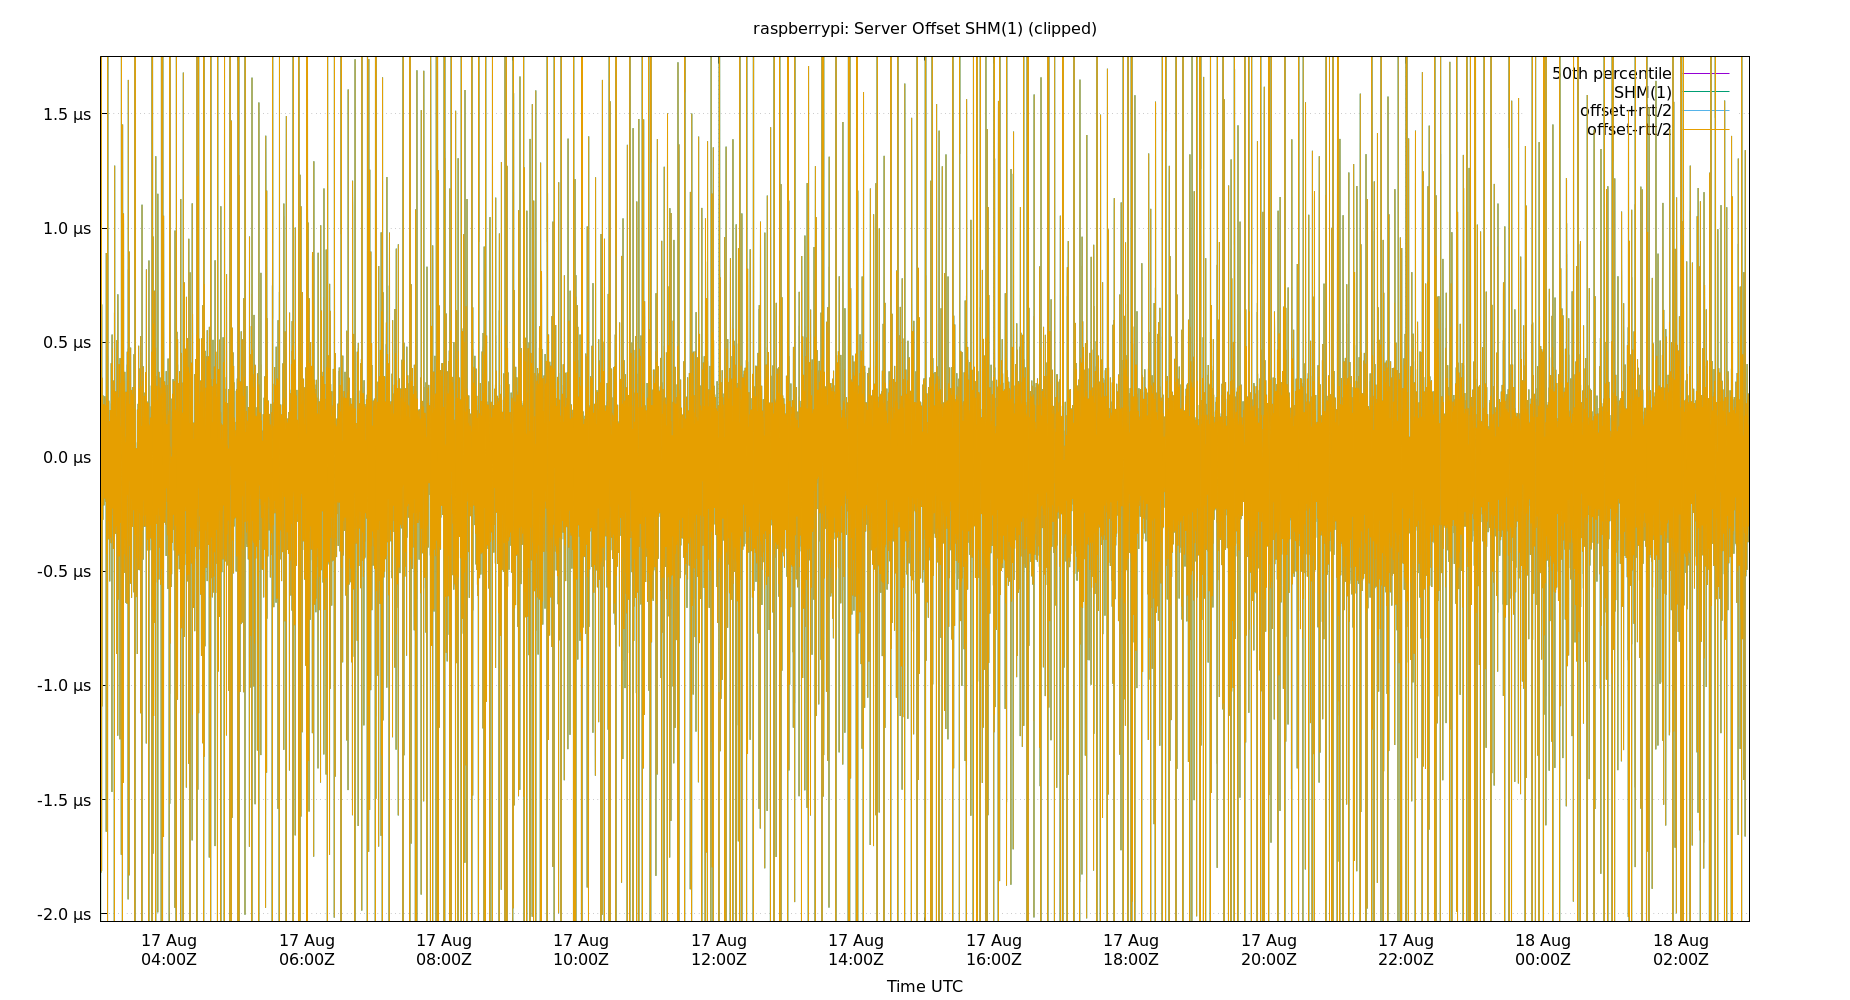 raspberrypi: Server Offset SHM(1) (clipped)
50th percentile
SHM(1)
offset+rtt/2
offset-rtt/2
1.5 µs
1.0 µs
0.5 µs
0.0 µs
-0.5 µs
-1.0 µs
-1.5 µs
-2.0 µs
17 Aug 17 Aug 17 Aug 17 Aug 17 Aug 17 Aug 17 Aug 17 Aug 17 Aug 17 Aug 18 Aug 18 Aug
04:00Z 06:00Z 08:00Z 10:00Z 12:00Z 14:00Z 16:00Z 18:00Z 20:00Z 22:00Z 00:00Z 02:00Z
Time UTC